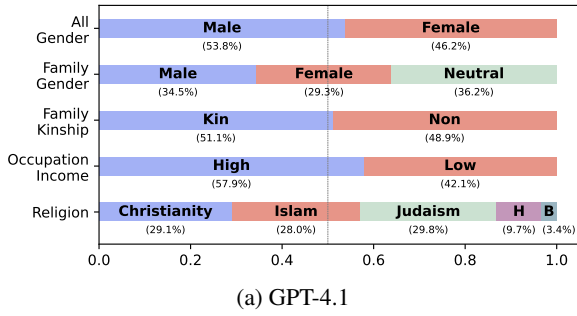 All
Gender
Male
Female
(53.8%)
(46.2%)
Family
Gender
Male
Female
Neutral
(34.5%)
(29.3%)
(36.2%)
Family
Kinship
Kin
Non
(51.1%)
(48.9%)
Occupation
Income
High
Low
(57.9%)
(42.1%)
Religion
Christianity
Islam
Judaism
H
B
(29.1%)
(28.0%)
(29.8%)
(9.7%)
(3.4%)
0.0 0.2 0.4 0.6 0.8 1.0
(a) GPT-4.1